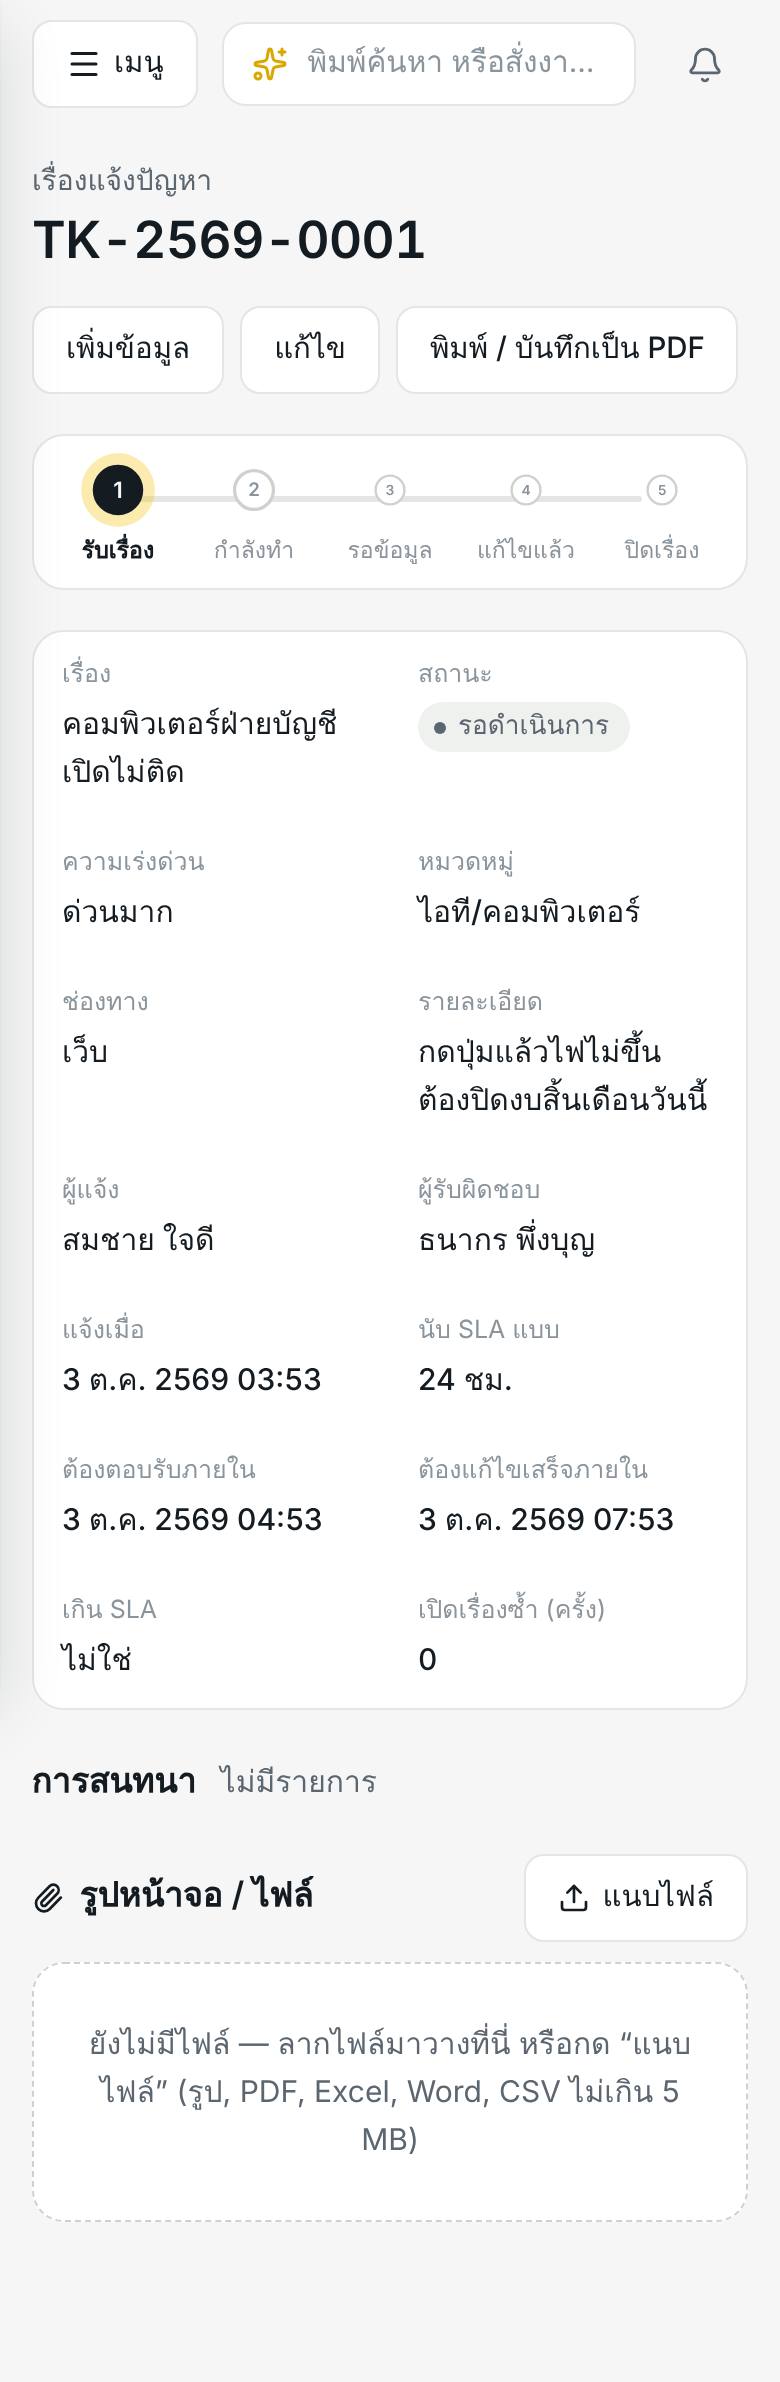 เมนู
พิมพ์ค้นหา หรือสั่งงา...
เรื่องแจ้งปัญหา
TK-2569-0001
เพิ่มข้อมูล
แก้ไข
พิมพ์ / บันทึกเป็น PDF
1 2 3 4 5
รับเรื่อง กำลังทำ รอข้อมูล แก้ไขแล้ว ปิดเรื่อง
เรื่อง
คอมพิวเตอร์ฝ่ายบัญชี
เปิดไม่ติด
สถานะ
รอดำเนินการ
ความเร่งด่วน
ด่วนมาก
หมวดหมู่
ไอที/คอมพิวเตอร์
ช่องทาง
เว็บ
รายละเอียด
กดปุ่มแล้วไฟไม่ขึ้น
ต้องปิดงบสิ้นเดือนวันนี้
ผู้แจ้ง
สมชาย ใจดี
ผู้รับผิดชอบ
ธนากร พึ่งบุญ
แจ้งเมื่อ
3 ต.ค. 2569 03:53
นับ SLA แบบ
24 ชม.
ต้องตอบรับภายใน
3 ต.ค. 2569 04:53
ต้องแก้ไขเสร็จภายใน
3 ต.ค. 2569 07:53
เกิน SLA
ไม่ใช่
เปิดเรื่องซ้ำ (ครั้ง)
0
การสนทนา ไม่มีรายการ
รูปหน้าจอ / ไฟล์
แนบไฟล์
ยังไม่มีไฟล์ — ลากไฟล์มาวางที่นี่ หรือกด “แนบ
ไฟล์” (รูป, PDF, Excel, Word, CSV ไม่เกิน 5
MB)